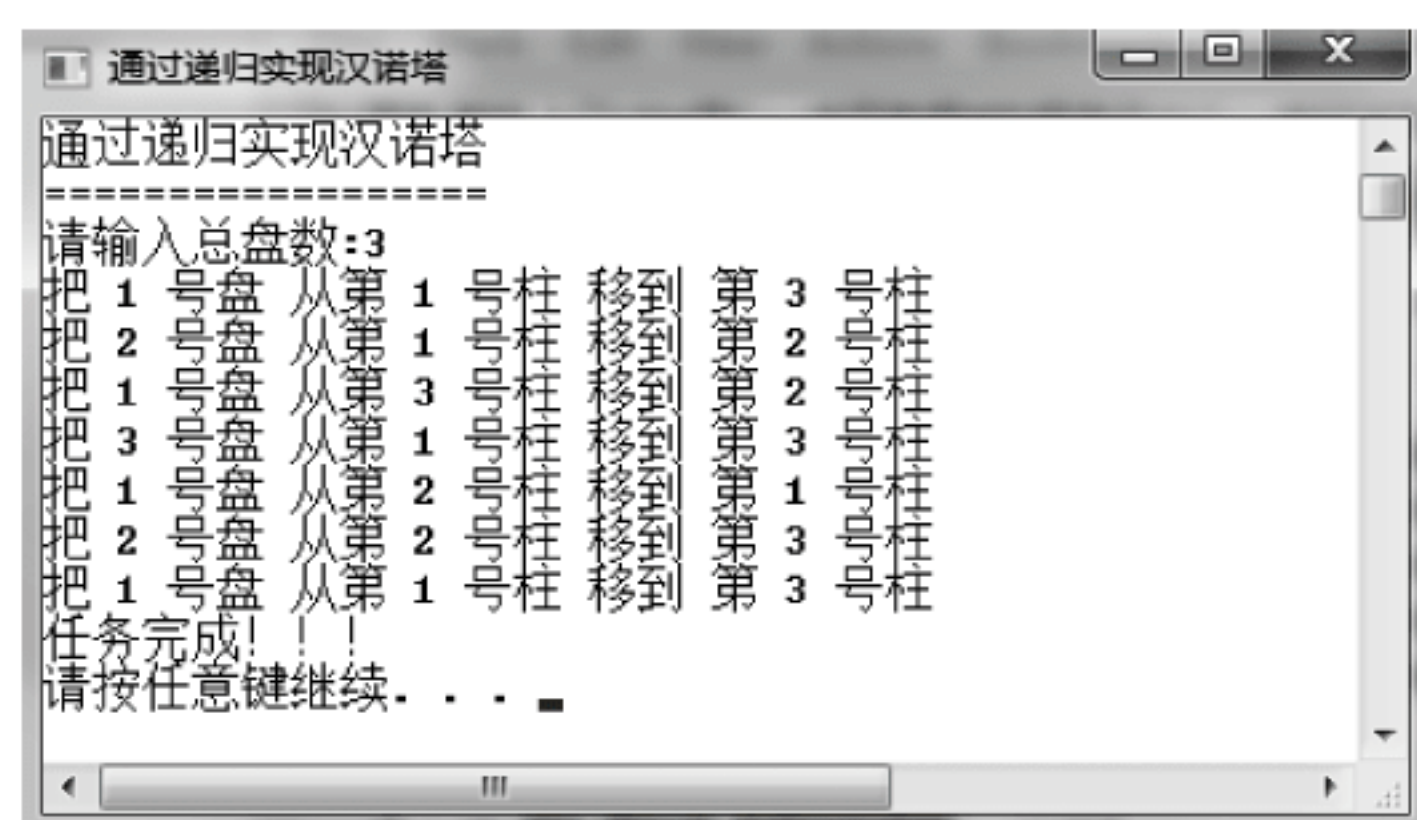 通过递归实现汉诺塔
通过递归实现汉诺塔
==================
请输入总盘数:3
把 1 号盘 从第 1 号柱 移到 第 3 号柱
把 2 号盘 从第 1 号柱 移到 第 2 号柱
把 1 号盘 从第 3 号柱 移到 第 2 号柱
把 3 号盘 从第 1 号柱 移到 第 3 号柱
把 1 号盘 从第 2 号柱 移到 第 1 号柱
把 2 号盘 从第 2 号柱 移到 第 3 号柱
把 1 号盘 从第 1 号柱 移到 第 3 号柱
任务完成！！！
请按任意键继续. . .